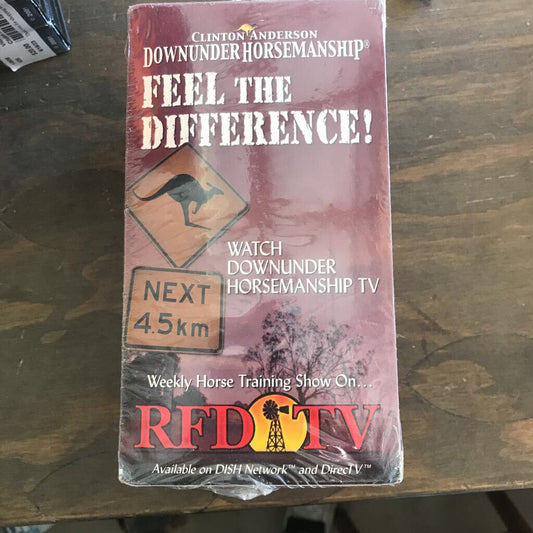 CLINTON ANDERSON
DOWNUNDER HORSEMANSHIP®
FEEL THE
DIFFERENCE!
WATCH
DOWNUNDER
HORSEMANSHIP TV
NEXT
4.5km
Weekly Horse Training Show On...
RFD TV
Available on DISH Network™ and DirecTV™